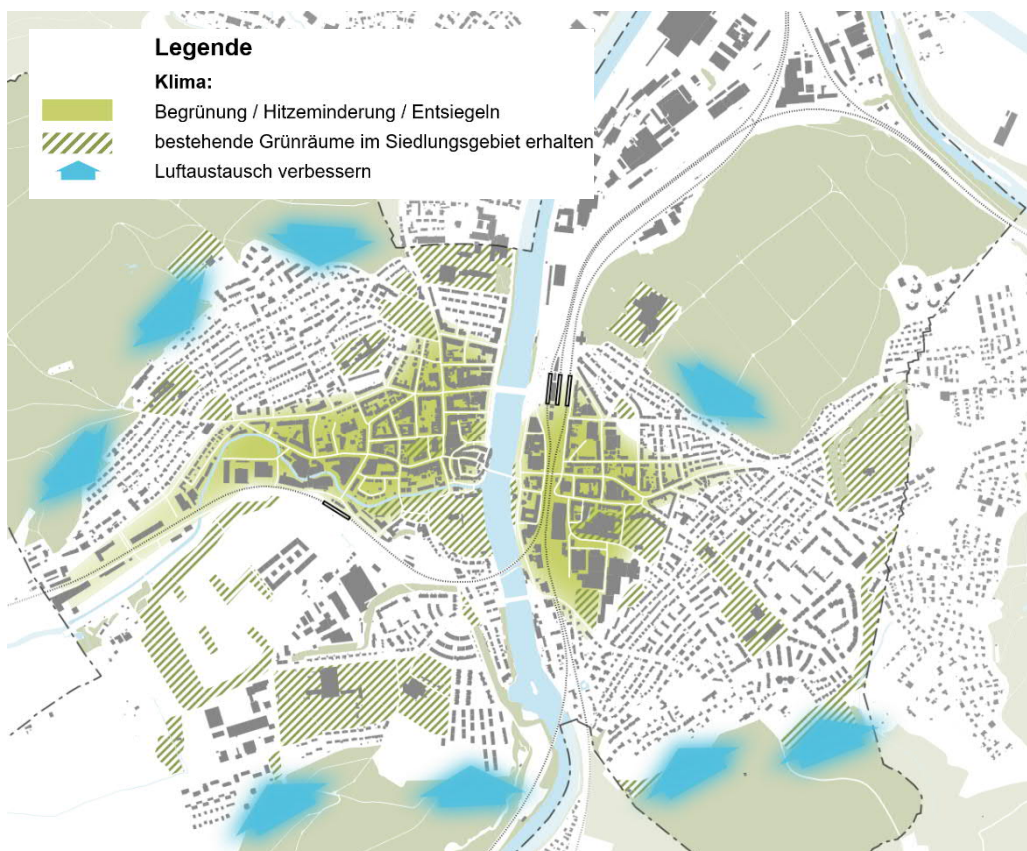 Legende
Klima:
Begrünung / Hitzeminderung / Entsiegeln
bestehende Grünräume im Siedlungsgebiet erhalten
Luftaustausch verbessern